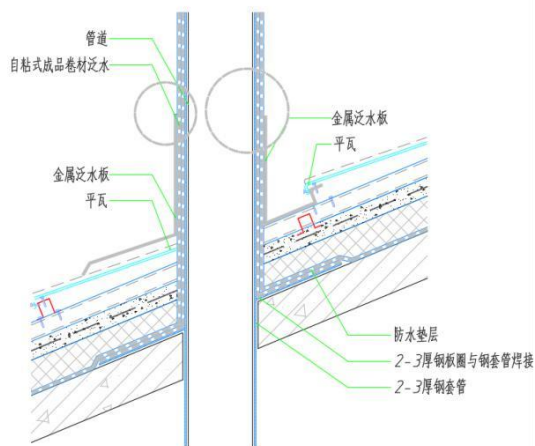 管道
自粘式成品卷材泛水
金属泛水板
平瓦
金属泛水板
平瓦
防水垫层
2-3厚钢板圈与钢套管焊接
2-3厚钢套管